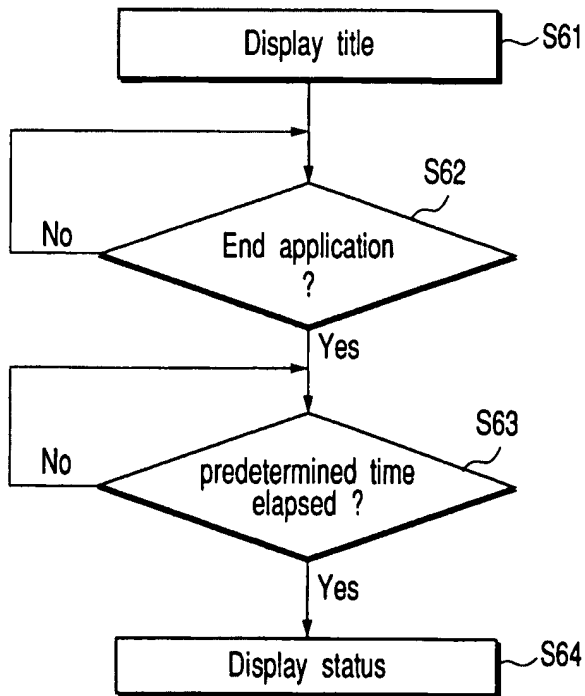 Display title
S61
S62
No
End application
?
Yes
S63
No
predetermined time
elapsed ?
Yes
Display status
S64